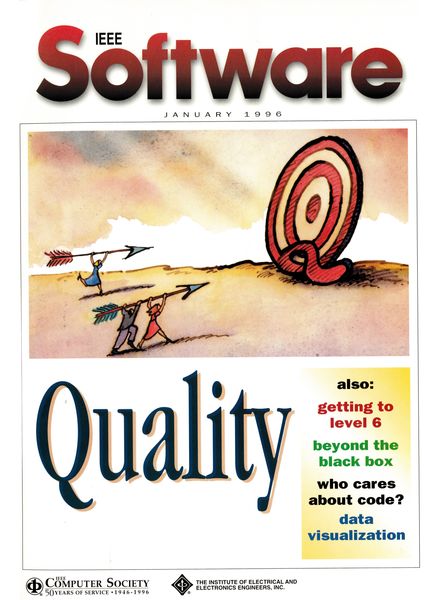 IEEE
Software
JANUARY 1996
Quality
also:
getting to
level 6
beyond the
black box
who cares
about code?
data
visualization
IEEE
COMPUTER SOCIETY
50 YEARS OF SERVICE • 1946-1996
THE INSTITUTE OF ELECTRICAL AND
ELECTRONICS ENGINEERS, INC.